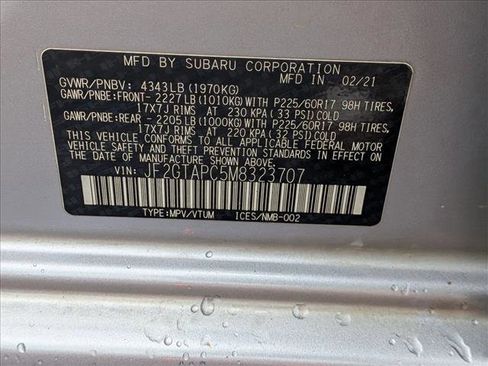 MFD BY SUBARU CORPORATION
GVWR/PNBV: 4343LB (1970KG) MFD IN 02/21
GAWR/PNBE:FRONT-2227LB(1010KG)WITH P225/60R17 98H TIRES,
17X7J RIMS AT 230 KPA( 33 PSI)COLD
GAWR/PNBE:REAR -2205LB(1000KG)WITH P225/60R17 98H TIRES,
17X7J RIMS AT 220 KPA( 32 PSI)COLD
THIS VEHICLE CONFORMS TO ALL APPLICABLE FEDERAL MOTOR
VEHICLE SAFETY AND THEFT PREVENTION STANDARDS IN EFFECT
ON THE DATE OF MANUFACTURE SHOWN ABOVE.
VIN: JF2GTAPC5M8323707
TYPE:MPV/VTUM ICES/NMB-002